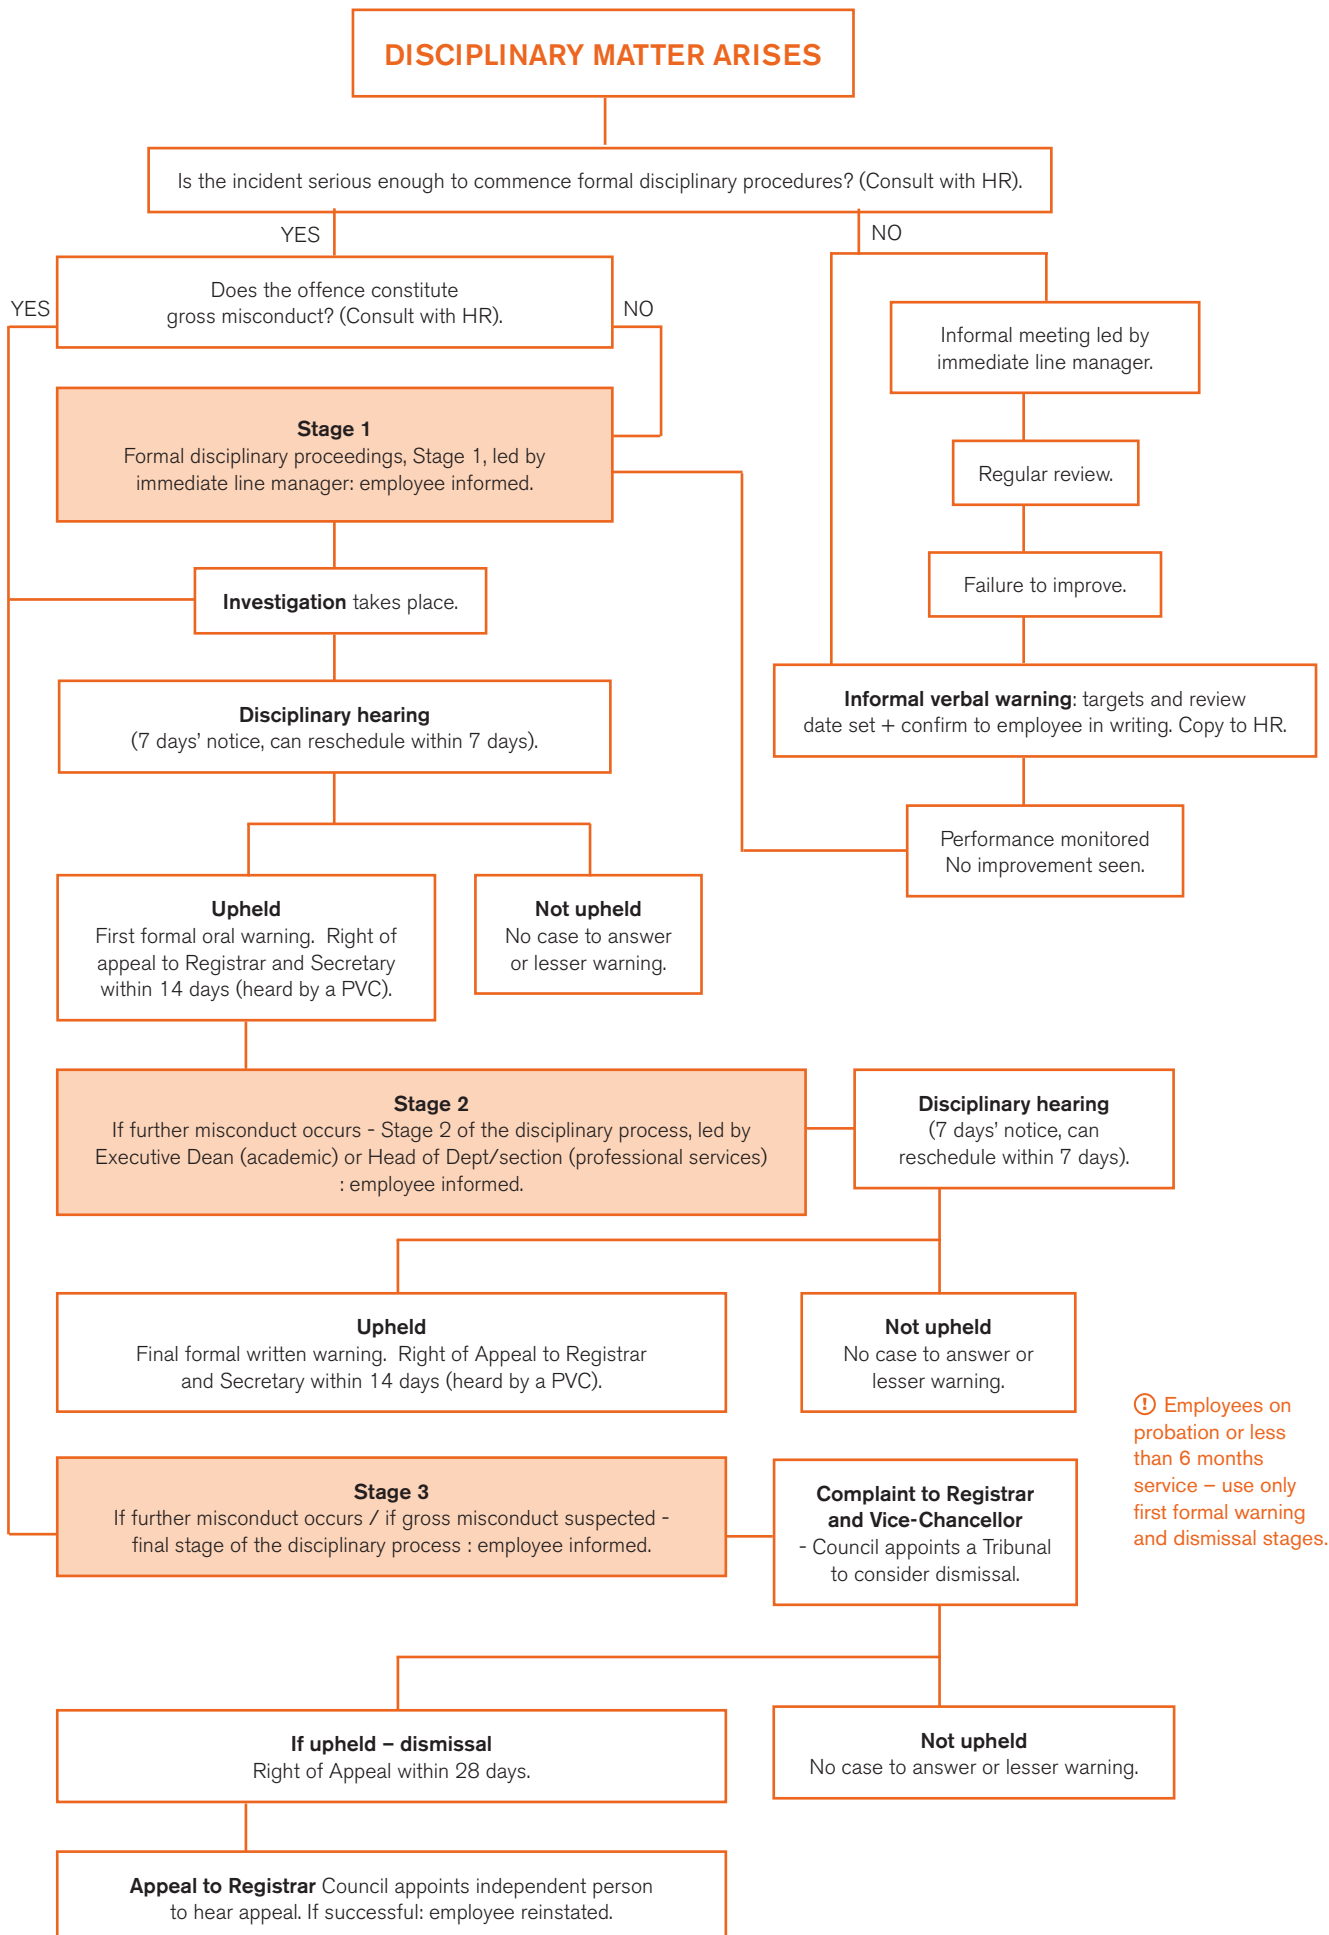 DISCIPLINARY MATTER ARISES
Is the incident serious enough to commence formal disciplinary procedures? (Consult with HR).
YES
NO
Does the offence constitute
gross misconduct? (Consult with HR).
YES
NO
Informal meeting led by
immediate line manager.
Stage 1
Formal disciplinary proceedings, Stage 1, led by
immediate line manager: employee informed.
Regular review.
Failure to improve.
Investigation takes place.
Informal verbal warning: targets and review
date set + confirm to employee in writing. Copy to HR.
Disciplinary hearing
(7 days’ notice, can reschedule within 7 days).
Performance monitored
No improvement seen.
Upheld
First formal oral warning.  Right of
appeal to Registrar and Secretary
within 14 days (heard by a PVC).
Not upheld
No case to answer
or lesser warning.
Stage 2
If further misconduct occurs - Stage 2 of the disciplinary process, led by
Executive Dean (academic) or Head of Dept/section (professional services)
: employee informed.
Disciplinary hearing
(7 days’ notice, can
reschedule within 7 days).
Upheld
Final formal written warning.  Right of Appeal to Registrar
and Secretary within 14 days (heard by a PVC).
Not upheld
No case to answer or
lesser warning.
! Employees on
probation or less
than 6 months
service – use only
first formal warning
and dismissal stages.
Stage 3
If further misconduct occurs / if gross misconduct suspected -
final stage of the disciplinary process : employee informed.
Complaint to Registrar
and Vice-Chancellor
- Council appoints a Tribunal
to consider dismissal.
If upheld – dismissal
Right of Appeal within 28 days.
Not upheld
No case to answer or lesser warning.
Appeal to Registrar Council appoints independent person
to hear appeal. If successful: employee reinstated.